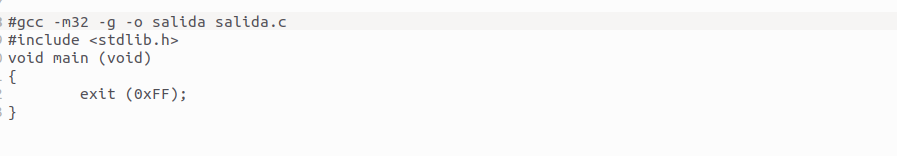 #gcc -m32 -g -o salida salida.c
#include <stdlib.h>
void main (void)
{
        exit (0xFF);
}